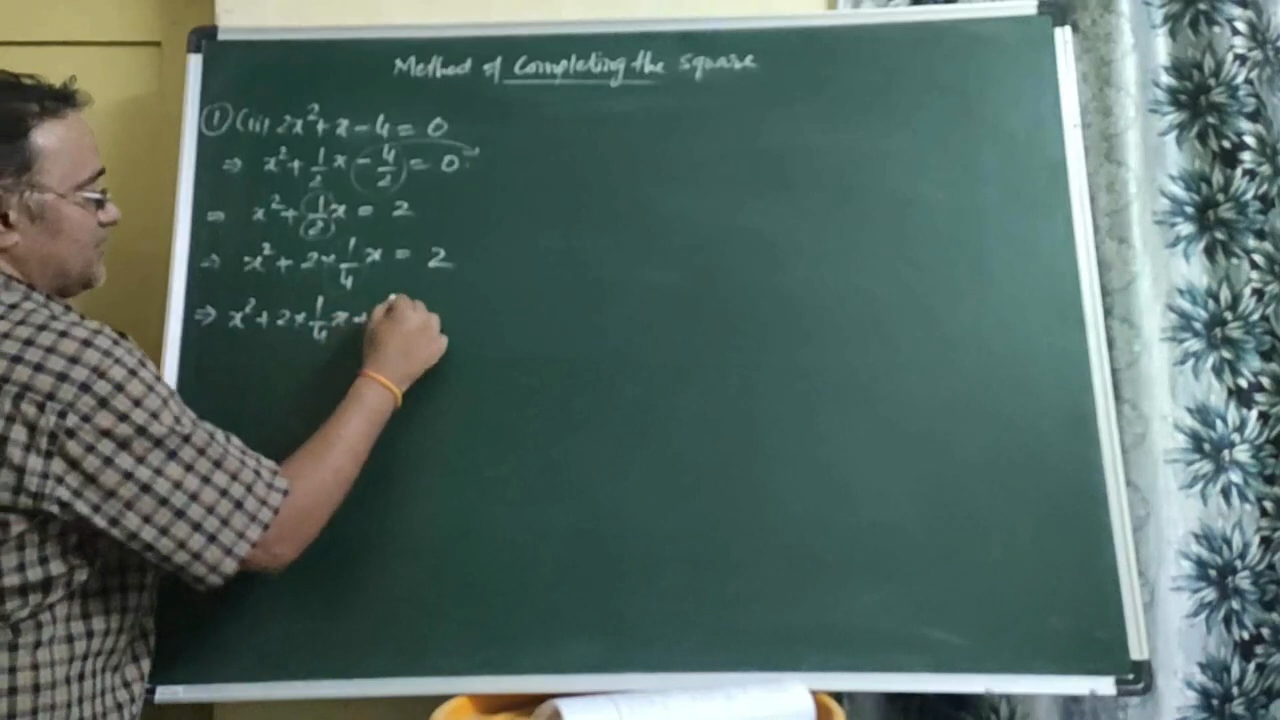 Method of Completing the square
① (ii) 2x² + x - 4 = 0
⇒ x² + 1/2 x - 4/2 = 0
= x² + 1/2 x = 2
⇒ x² + 2 × 1/4 x = 2
⇒ x² + 2 × 1/4 x +